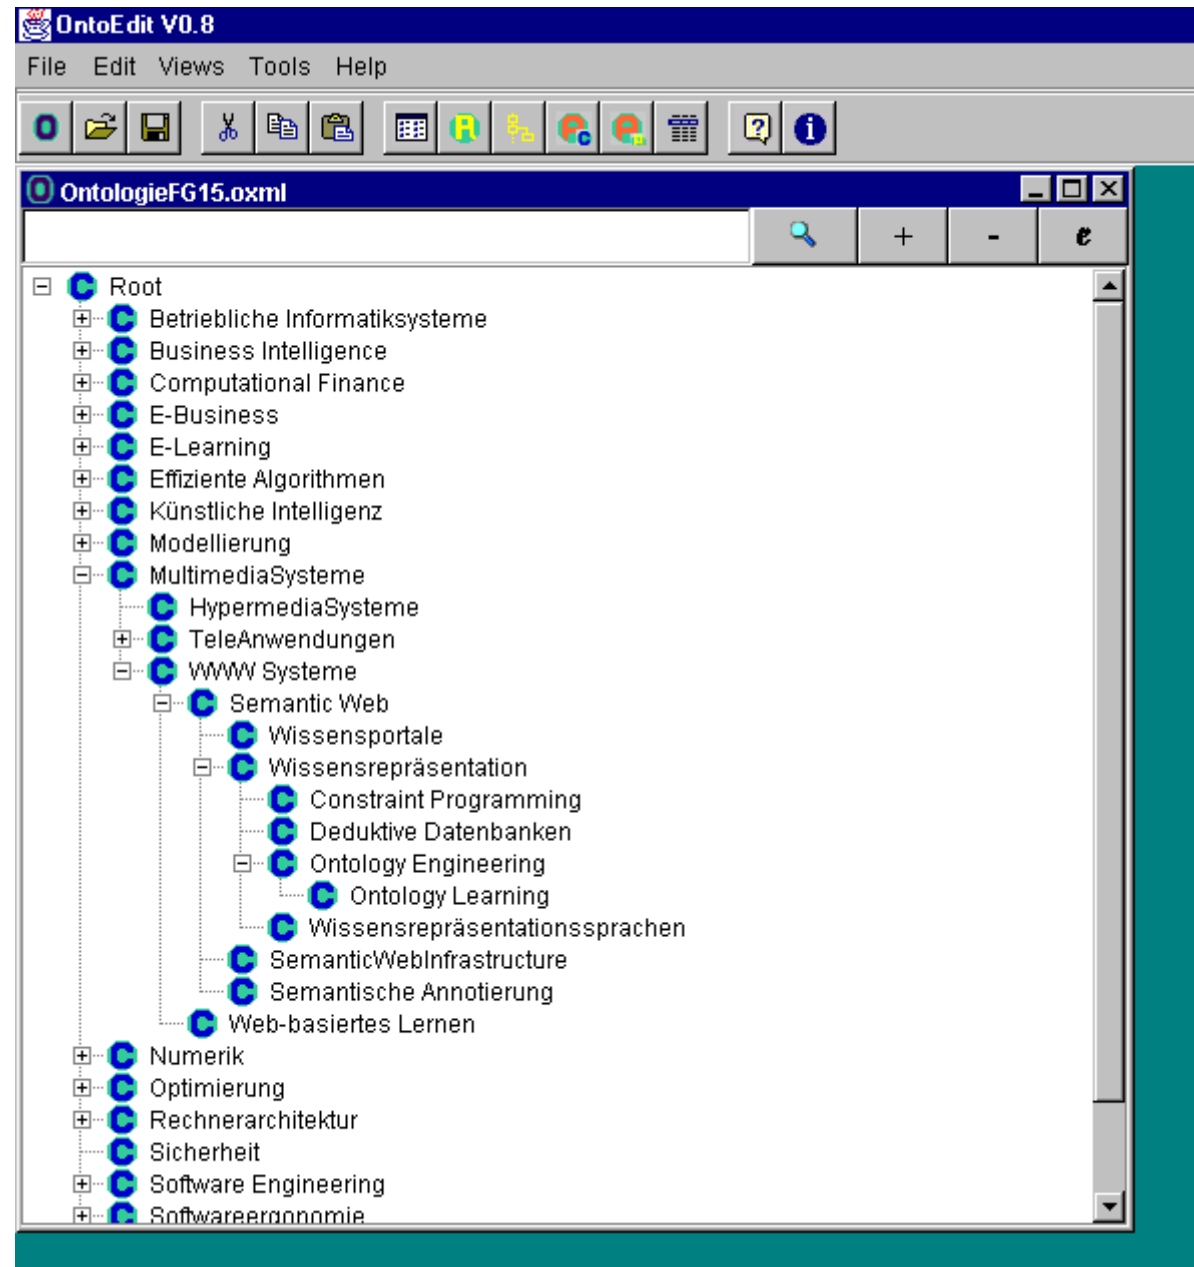 OntoEdit V0.8
File Edit Views Tools Help
OntologieFG15.oxml
+ - e
Root
Betriebliche Informatiksysteme
Business Intelligence
Computational Finance
E-Business
E-Learning
Effiziente Algorithmen
Künstliche Intelligenz
Modellierung
MultimediaSysteme
HypermediaSysteme
TeleAnwendungen
WWW Systeme
Semantic Web
Wissensportale
Wissensrepräsentation
Constraint Programming
Deduktive Datenbanken
Ontology Engineering
Ontology Learning
Wissensrepräsentationssprachen
SemanticWebInfrastructure
Semantische Annotierung
Web-basiertes Lernen
Numerik
Optimierung
Rechnerarchitektur
Sicherheit
Software Engineering
Softwareergonomie